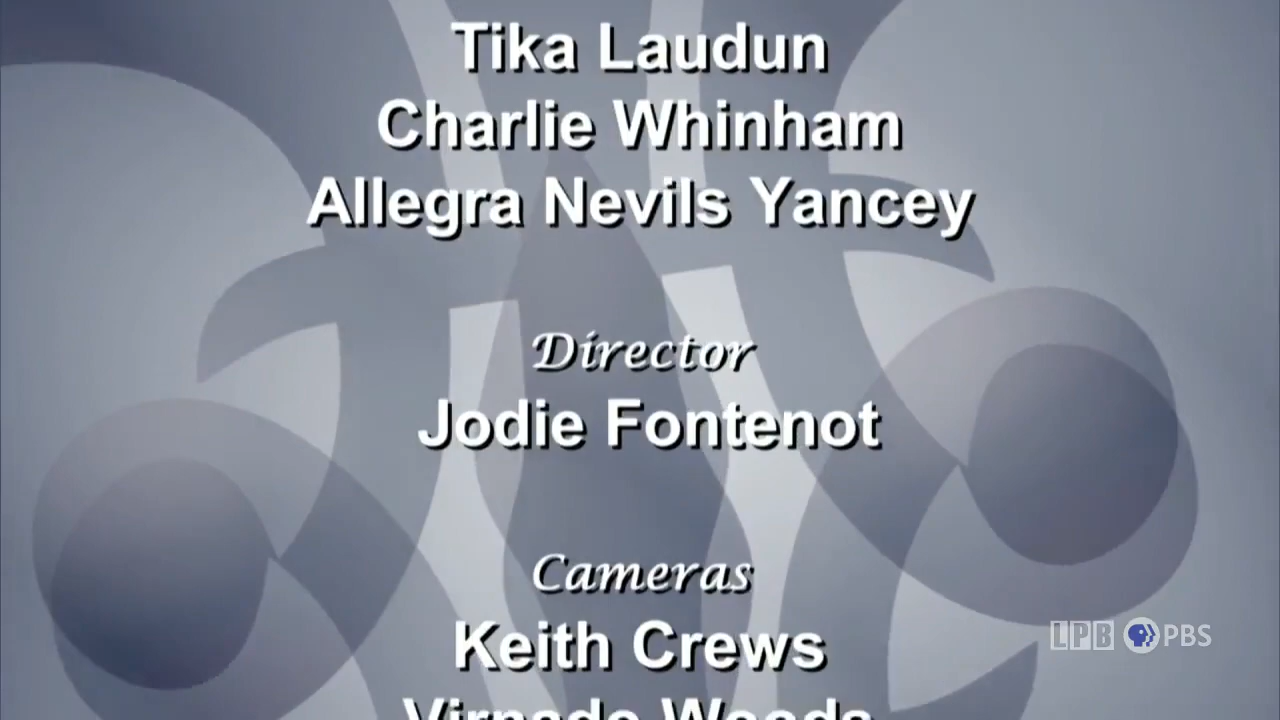 Tika Laudun
Charlie Whinham
Allegra Nevils Yancey
Director
Jodie Fontenot
Cameras
Keith Crews
LPB PBS